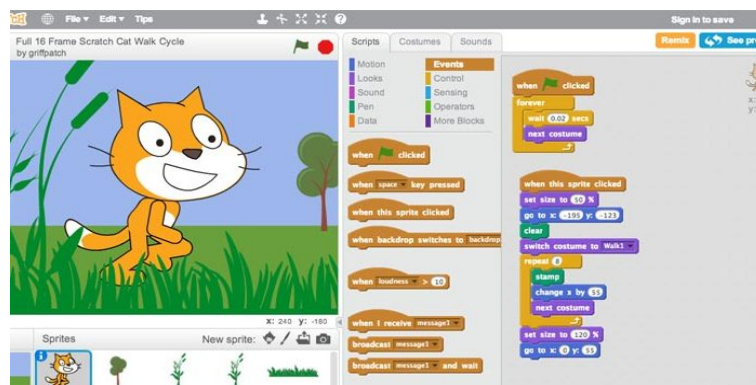 File ▼ Edit ▼ Tips
Sign in to save
Full 16 Frame Scratch Cat Walk Cycle
by griffpatch
Scripts Costumes Sounds
Remix
See pr
Motion Events
Looks Control
Sound Sensing
Pen Operators
Data More Blocks
when clicked
when space key pressed
when this sprite clicked
when backdrop switches to backdrop
when loudness > 10
when I receive message1
broadcast message1
broadcast message1 and wait
when clicked
forever
wait 0.02 secs
next costume
when this sprite clicked
set size to 50 %
go to x: -195 y: -123
clear
switch costume to Walk1
repeat 8
stamp
change x by 55
next costume
set size to 120 %
go to x: 0 y: 55
x:
y:
x: 240 y: -180
Sprites New sprite: